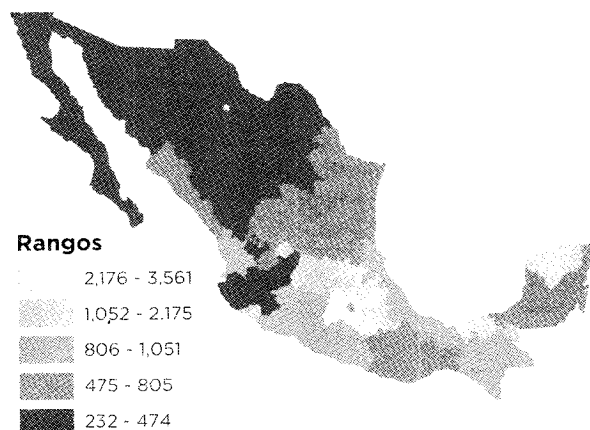 Rangos
2,176 - 3,561
1,052 - 2.175
806 - 1,051
475 - 805
232 - 474